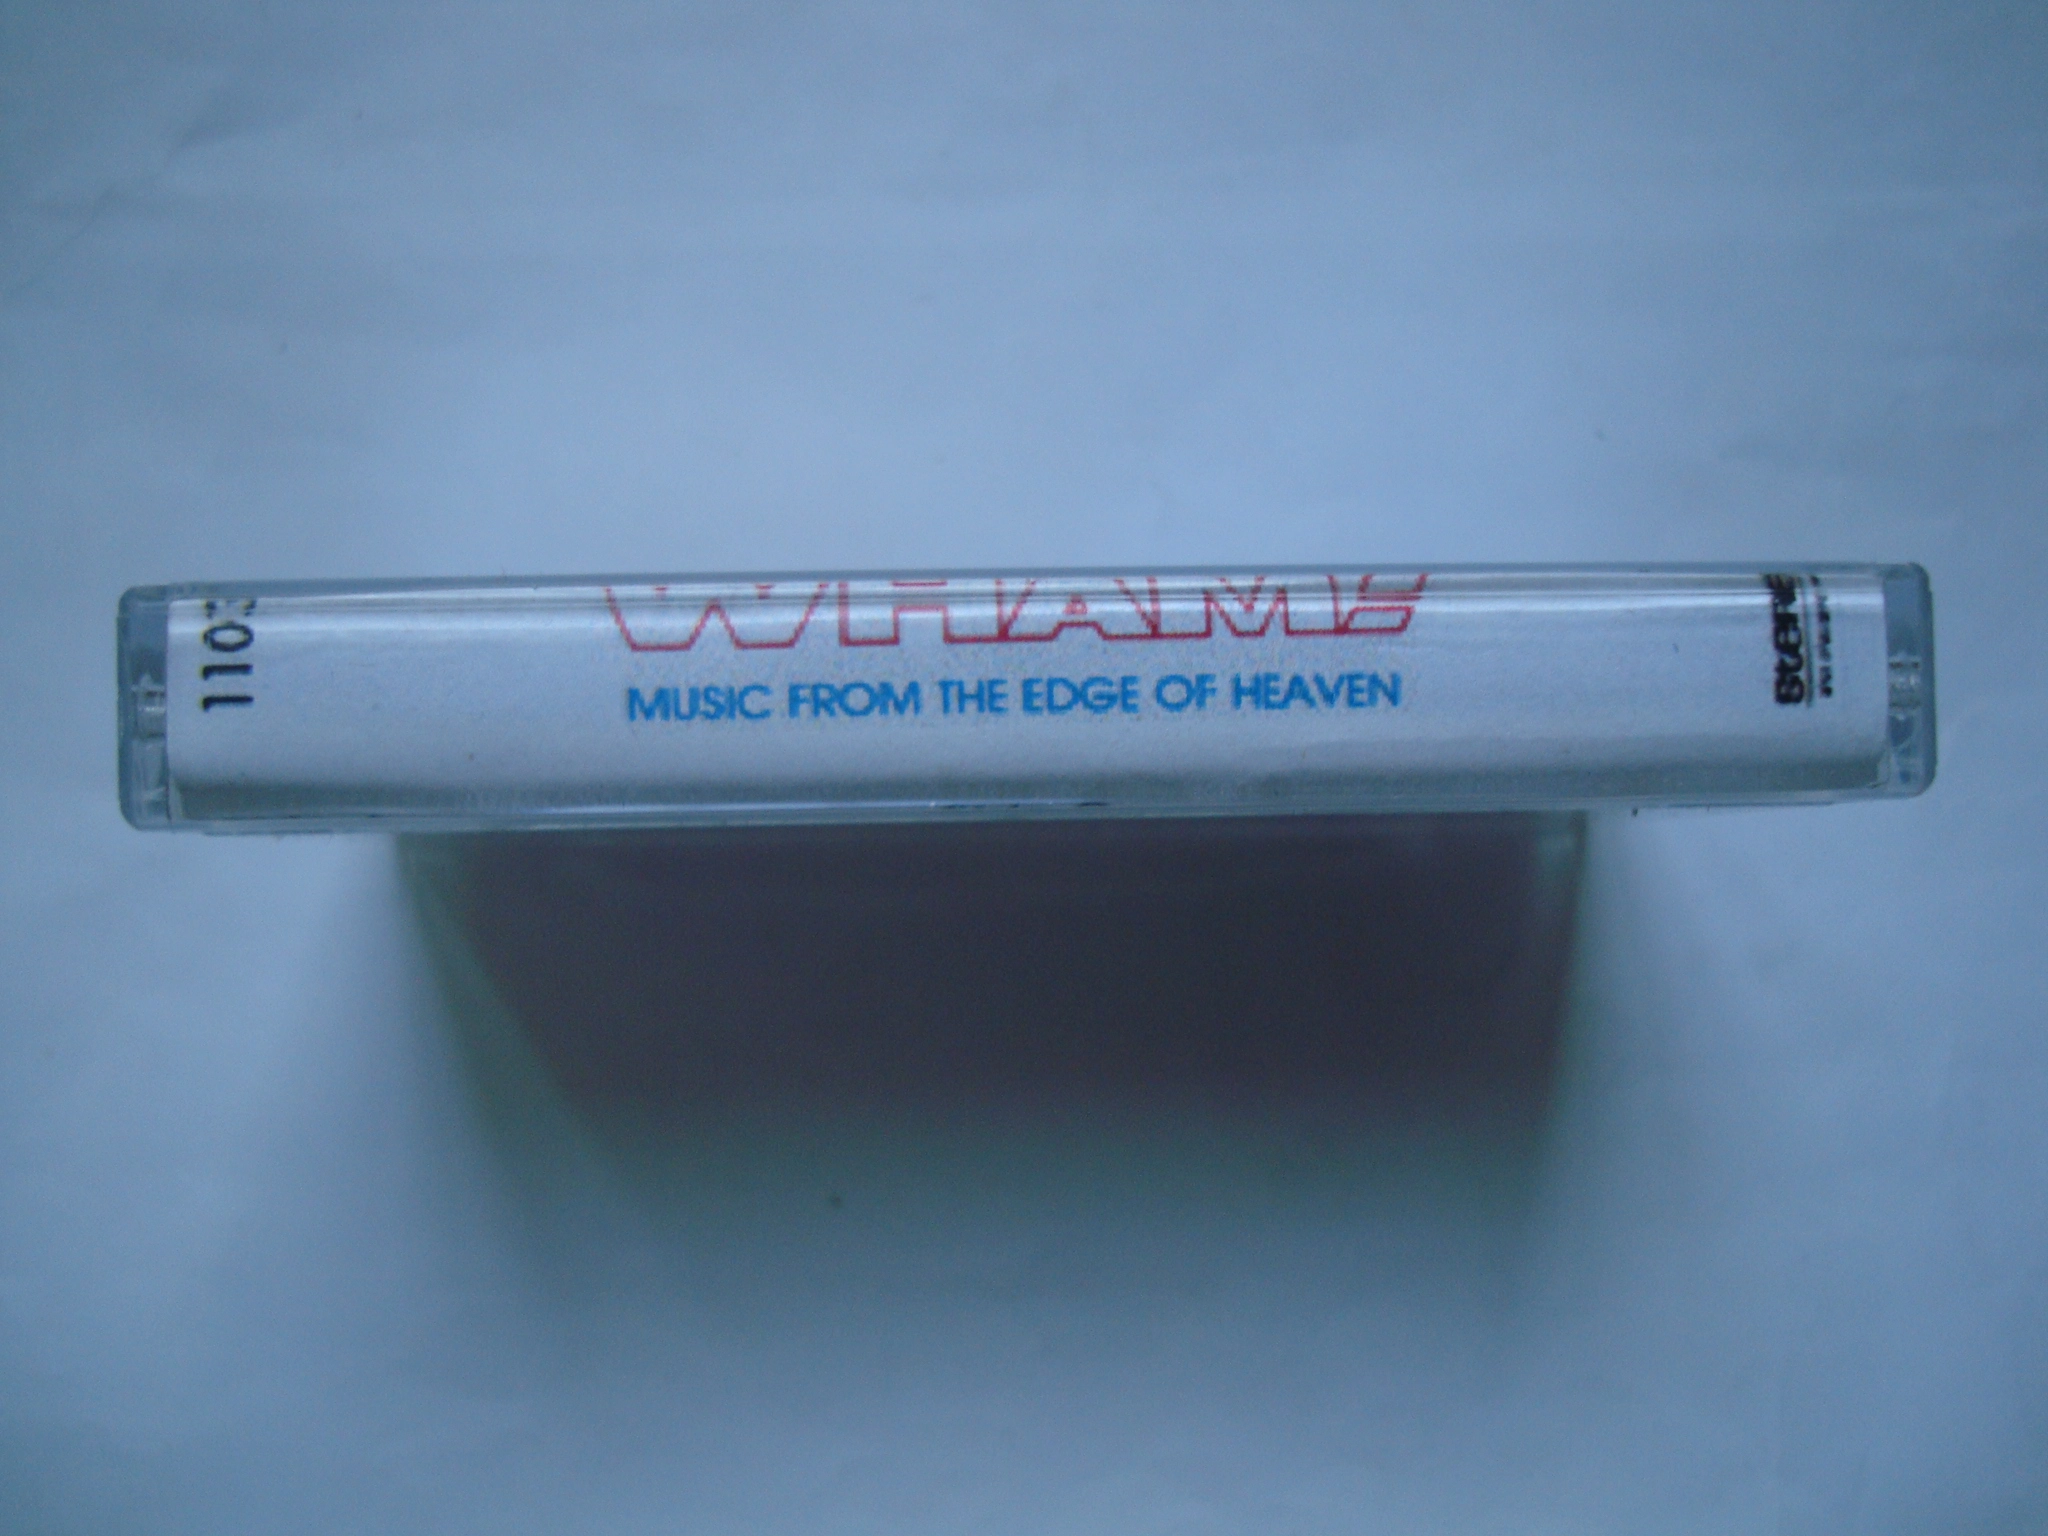 1103
WHAM!
MUSIC FROM THE EDGE OF HEAVEN